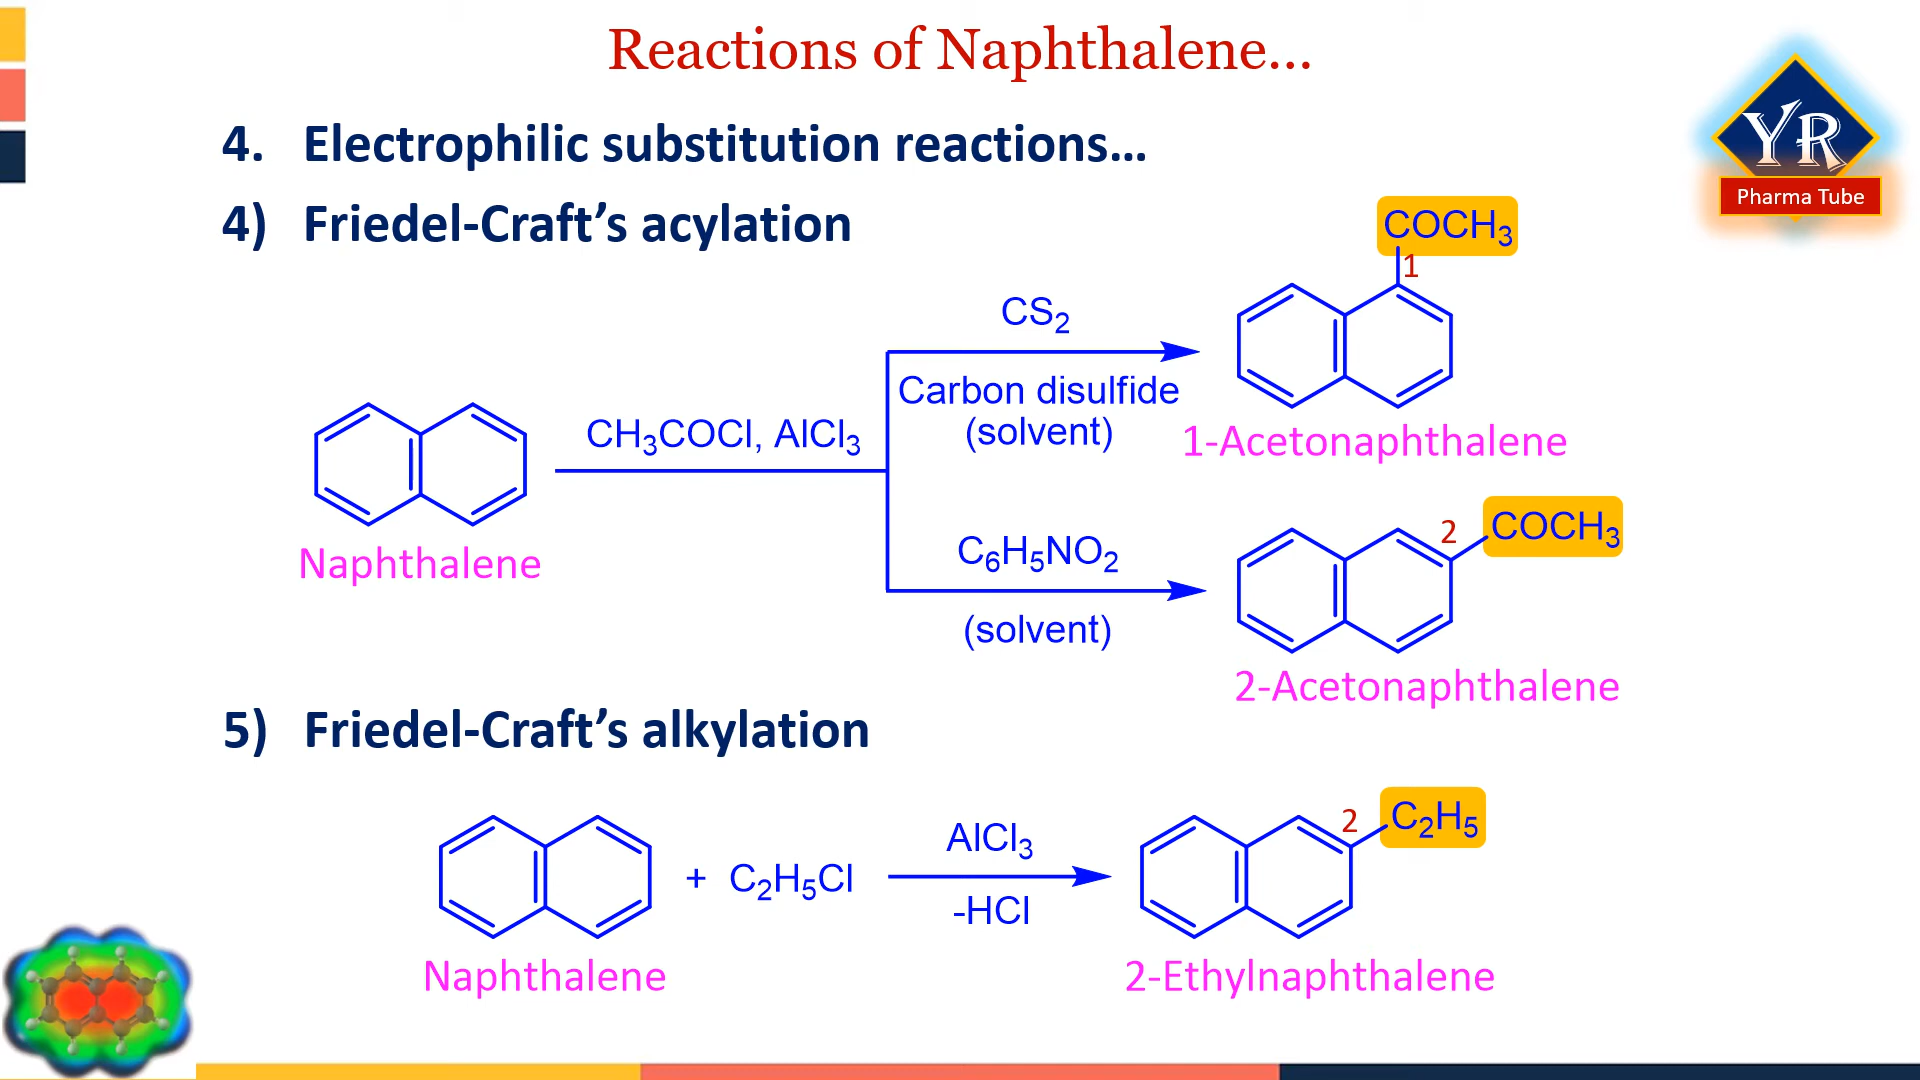 Reactions of Naphthalene...
YR
Pharma Tube
4. Electrophilic substitution reactions...
4) Friedel-Craft’s acylation
COCH₃
1
CS₂
Carbon disulfide
(solvent)
1-Acetonaphthalene
CH₃COCl, AlCl₃
Naphthalene
C₆H₅NO₂
(solvent)
2
COCH₃
2-Acetonaphthalene
5) Friedel-Craft’s alkylation
Naphthalene
+ C₂H₅Cl
AlCl₃
-HCl
2
C₂H₅
2-Ethylnaphthalene